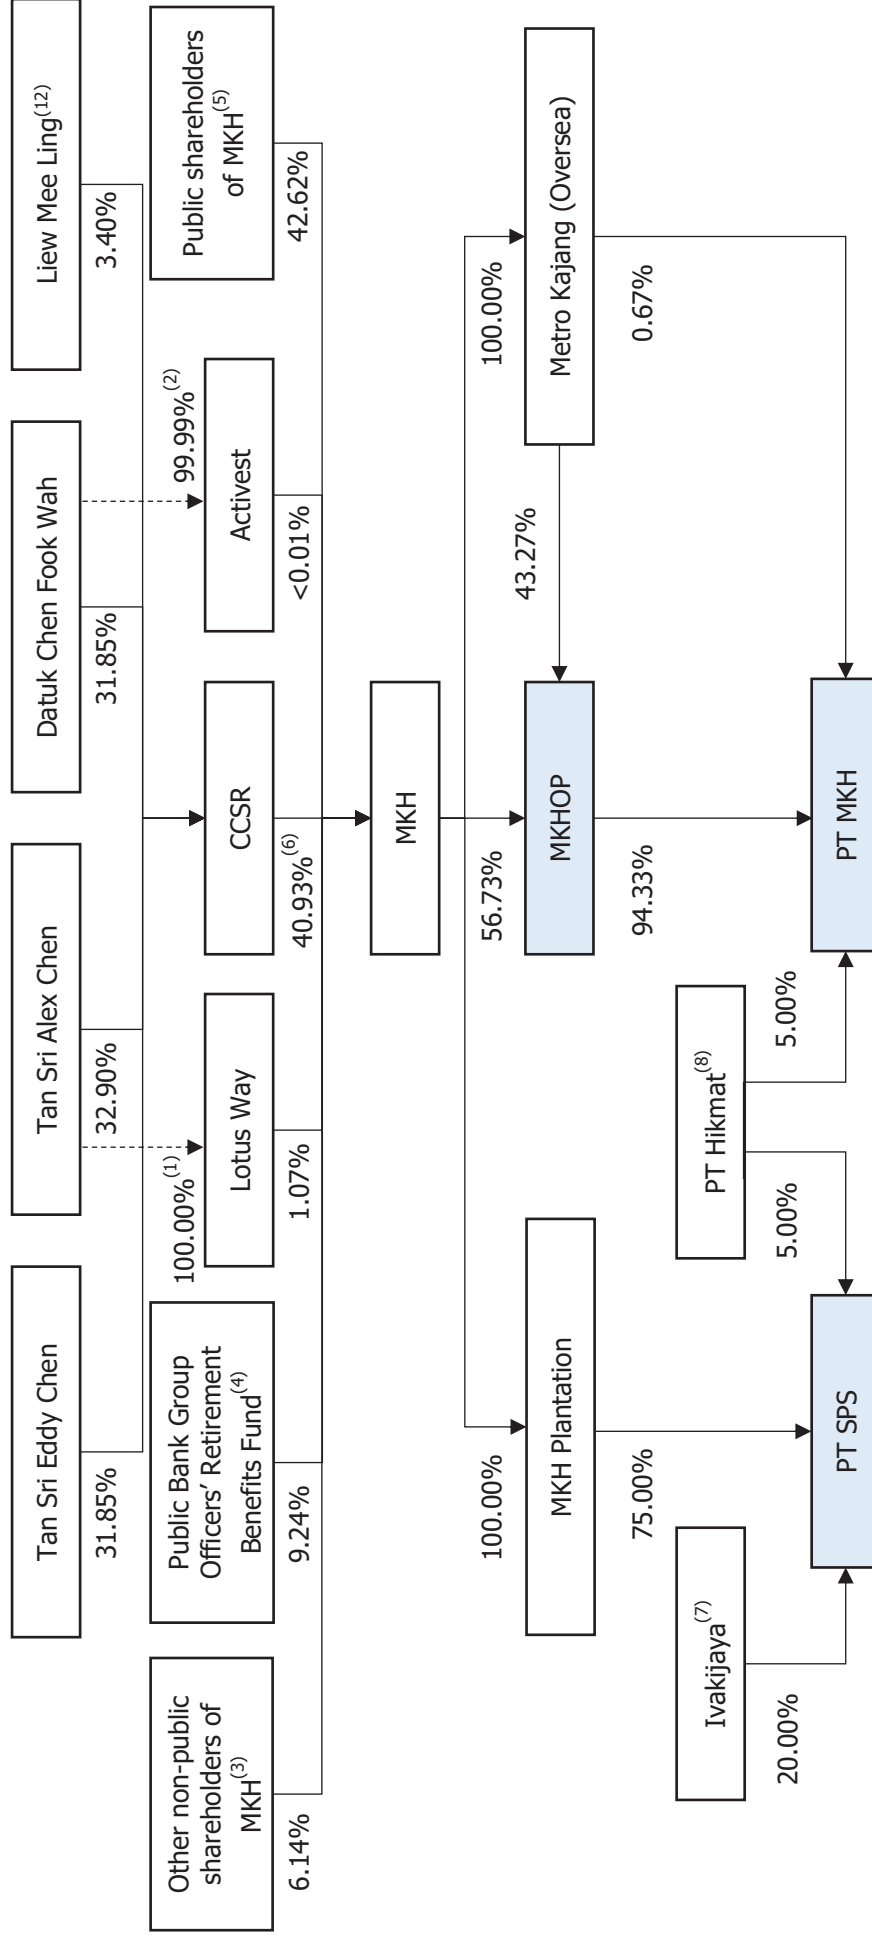 Tan Sri Eddy Chen
Tan Sri Alex Chen
Datuk Chen Fook Wah
Liew Mee Ling(12)
31.85%
32.90%
31.85%
3.40%
100.00%(1)
99.99%(2)
Other non-public
shareholders of
MKH(3)
Public Bank Group
Officers’ Retirement
Benefits Fund(4)
Lotus Way
CCSR
Activest
Public shareholders
of MKH(5)
6.14%
9.24%
1.07%
40.93%(6)
<0.01%
42.62%
MKH
100.00%
56.73%
100.00%
MKH Plantation
MKHOP
43.27%
Metro Kajang (Oversea)
75.00%
94.33%
0.67%
Ivakijaya(7)
PT Hikmat(8)
20.00%
5.00%
5.00%
PT SPS
PT MKH